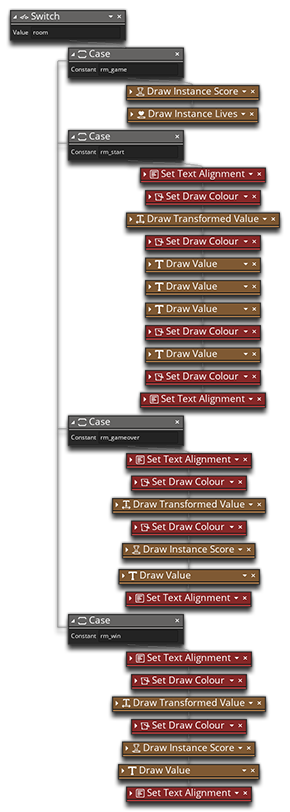 Switch
Value room
Case
Constant rm_game
Draw Instance Score
Draw Instance Lives
Case
Constant rm_start
Set Text Alignment
Set Draw Colour
Draw Transformed Value
Set Draw Colour
Draw Value
Draw Value
Draw Value
Set Draw Colour
Draw Value
Set Draw Colour
Set Text Alignment
Case
Constant rm_gameover
Set Text Alignment
Set Draw Colour
Draw Transformed Value
Set Draw Colour
Draw Instance Score
Draw Value
Set Text Alignment
Case
Constant rm_win
Set Text Alignment
Set Draw Colour
Draw Transformed Value
Set Draw Colour
Draw Instance Score
Draw Value
Set Text Alignment